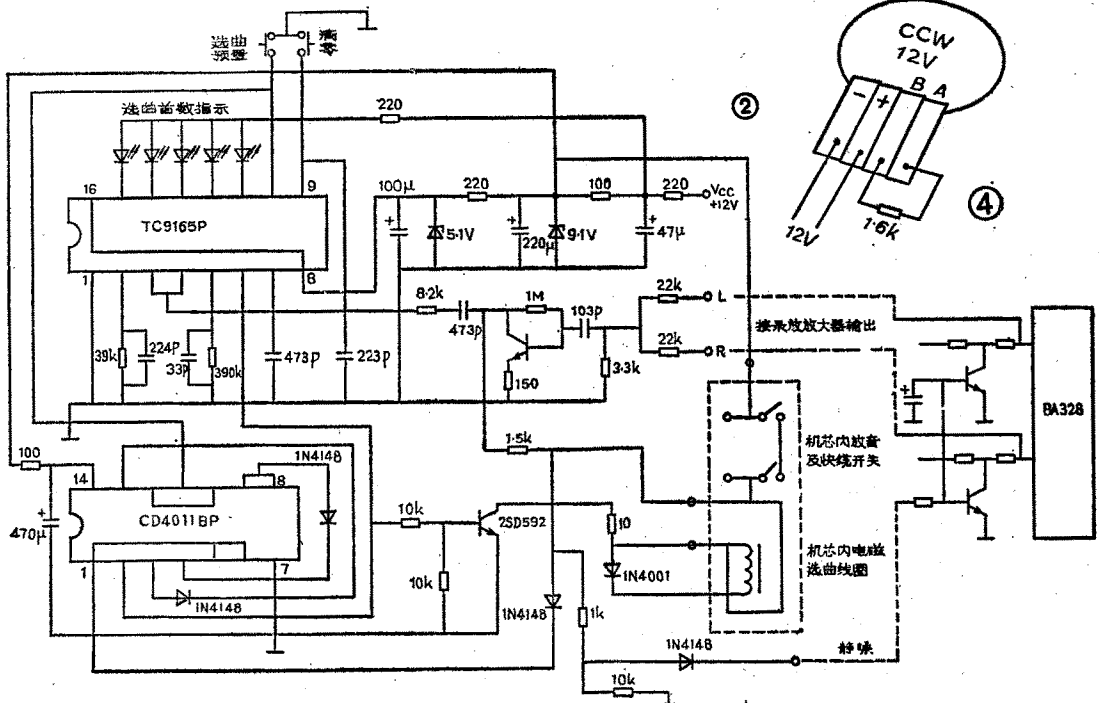 选曲
预置
清零
选曲首数指示
220
②
CCW
12V
B A
- +
12V
1.6k
④
16
9
TC9165P
1
8
100μ
220
100
220
VCC
+12V
5.1V
220μ
9.1V
47μ
8.2k
473p
1M
103p
22k
L
22k
R
接录放放大器输出
39k
224p
33p
390k
473p
223p
150
3.3k
BA328
100
14
8
1N4148
1.5k
机芯内放音
及快缆开关
CD4011BP
470μ
1
7
10k
2SD592
10
机芯内电磁
选曲线圈
1N4148
10k
1N4001
1N4148
1k
1N4148
静噪
10k